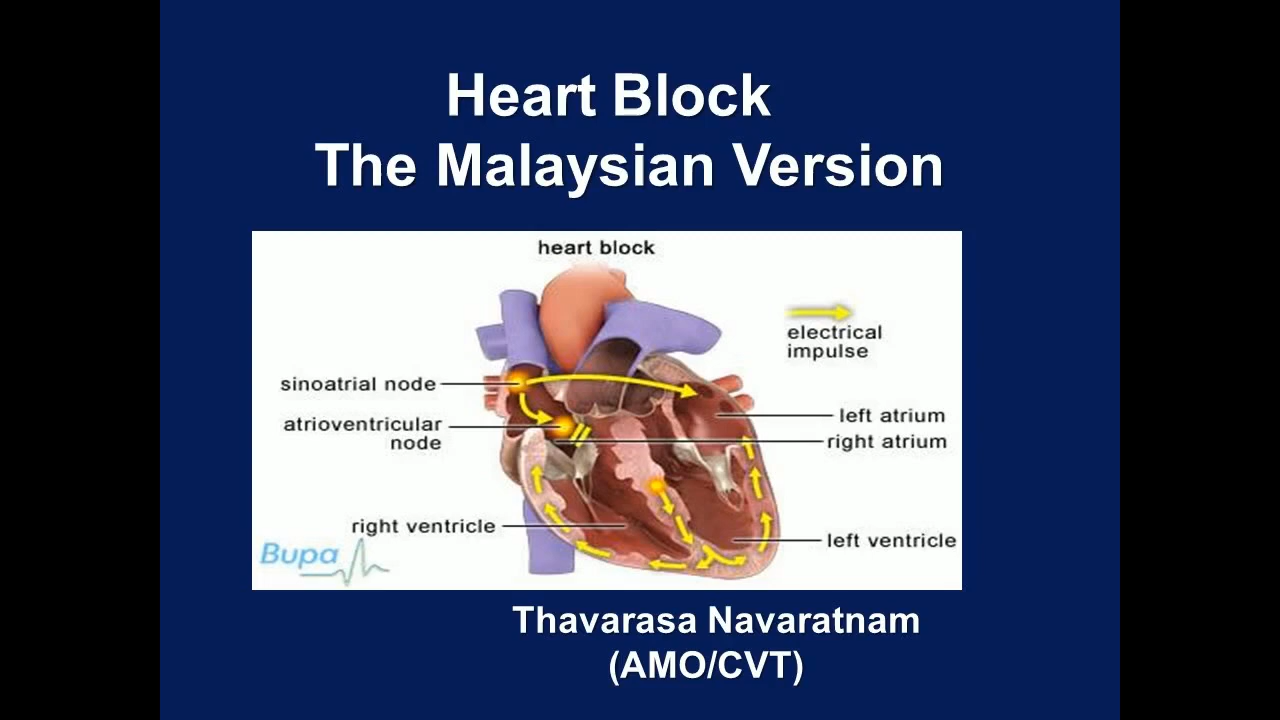 Heart Block
The Malaysian Version
heart block
electrical
impulse
sinoatrial node
atrioventricular
node
left atrium
right atrium
right ventricle
left ventricle
Bupa
Thavarasa Navaratnam
(AMO/CVT)